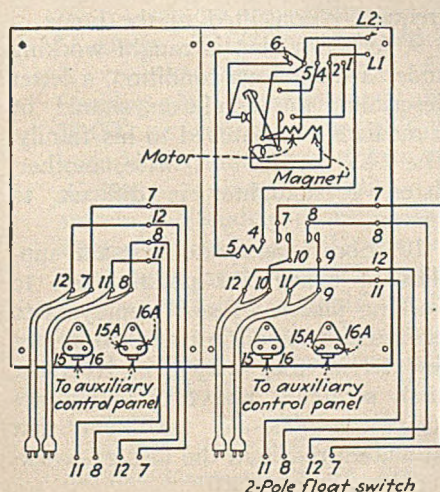 L2:
6
5 4 2 1 L1
Motor
Magnet
7
12
8
11
7
8
7
8
5 4
10 9
12
11
12 7 11 8
12 10 11 9
15A 16A
15 16
15A 16A
15 16
To auxiliary
control panel
To auxiliary
control panel
11 8 12 7
11 8 12 7
2-Pole float switch